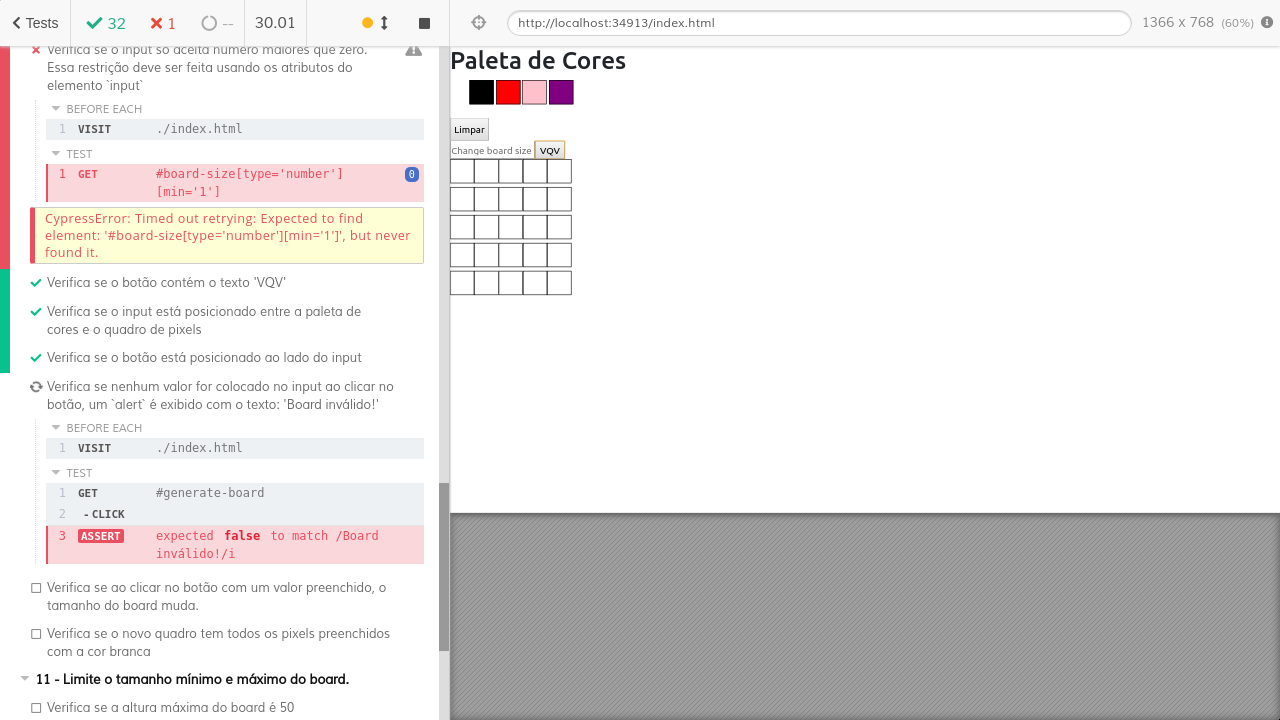 Tests
32
1
--
30.01
http://localhost:34913/index.html
1366 x 768 (60%)
Verifica se o input só aceita número maiores que zero.
Essa restrição deve ser feita usando os atributos do
elemento `input`
BEFORE EACH
1 VISIT ./index.html
TEST
1 GET #board-size[type='number']
[min='1']
0
CypressError: Timed out retrying: Expected to find
element: '#board-size[type='number'][min='1']', but never
found it.
Verifica se o botão contém o texto 'VQV'
Verifica se o input está posicionado entre a paleta de
cores e o quadro de pixels
Verifica se o botão está posicionado ao lado do input
Verifica se nenhum valor for colocado no input ao clicar no
botão, um `alert` é exibido com o texto: 'Board inválido!'
BEFORE EACH
1 VISIT ./index.html
TEST
1 GET #generate-board
2 - CLICK
3 ASSERT expected false to match /Board
inválido!/i
Verifica se ao clicar no botão com um valor preenchido, o
tamanho do board muda.
Verifica se o novo quadro tem todos os pixels preenchidos
com a cor branca
11 - Limite o tamanho mínimo e máximo do board.
Verifica se a altura máxima do board é 50
Paleta de Cores
Limpar
Change board size VQV